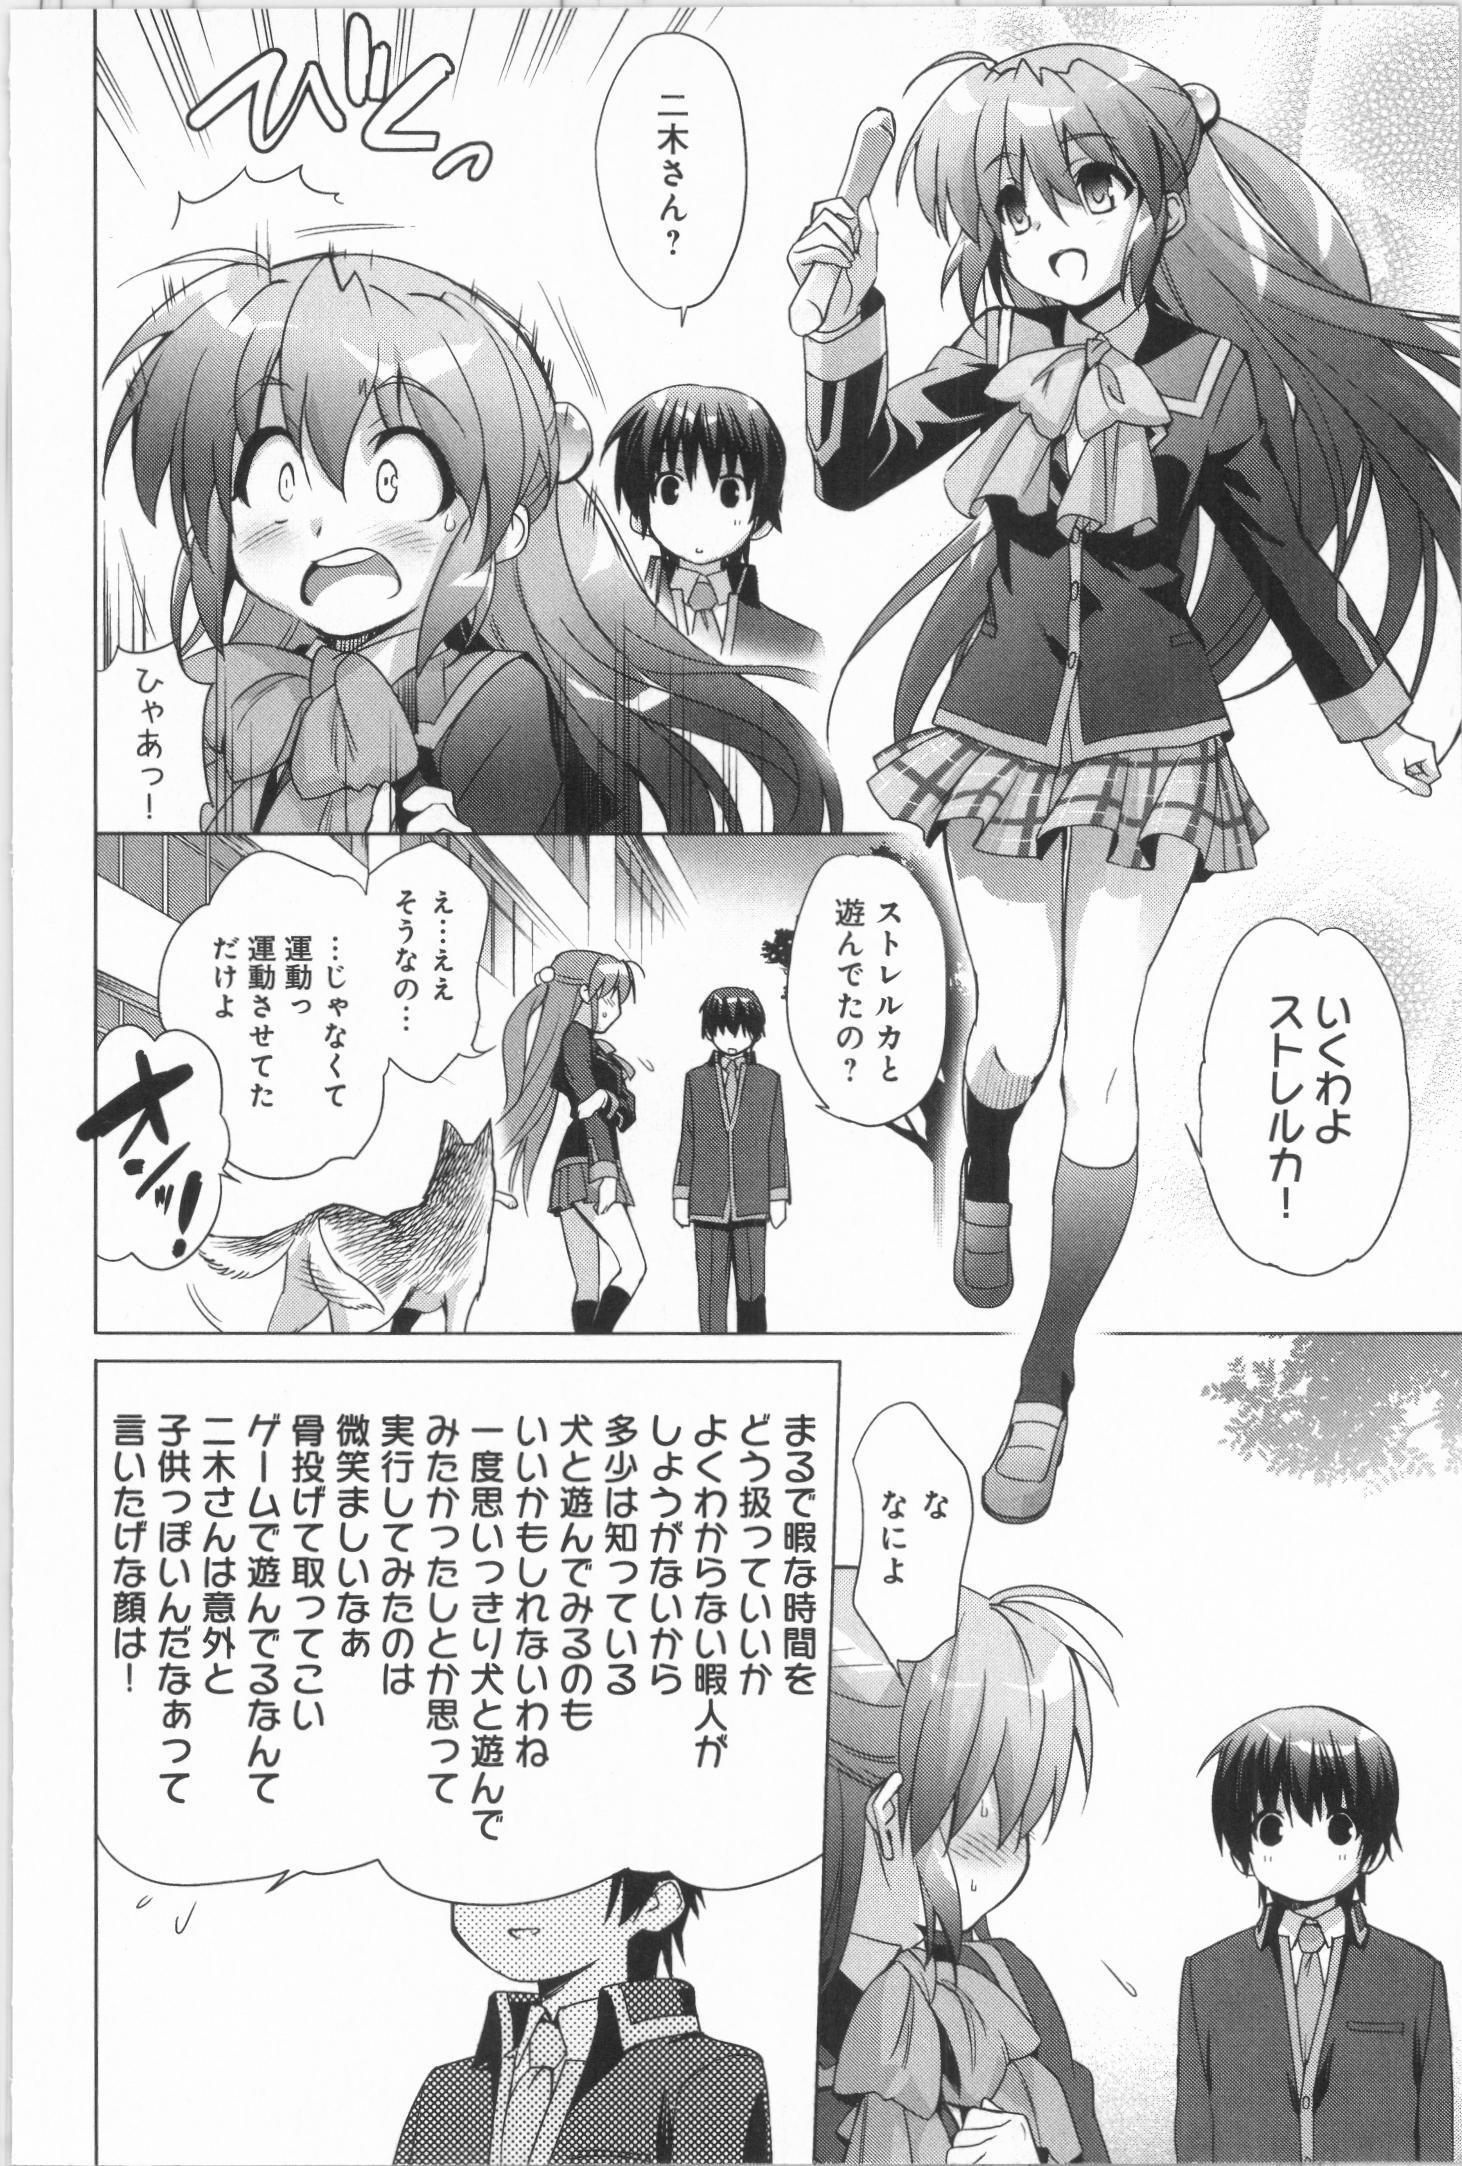 いくわよ
ストレルカ！
二木さん？
びくっ
ひゃあっ！
ストレルカと
遊んでたの？
え…ええ
そうなの…
…じゃなくて
運動っ
運動させてた
だけよ
オンッ！
な
なによ
まるで暇な時間を
どう扱っていいか
よくわからない暇人が
しょうがないから
多少は知っている
犬と遊んでみるのも
いいかもしれないわね
一度思いっきり犬と遊んで
みたかったしとか思って
実行してみたのは
微笑ましいなぁ
骨投げて取ってこい
ゲームで遊んでるなんて
二木さんは意外と
子供っぽいんだなぁって
言いたげな顔は！